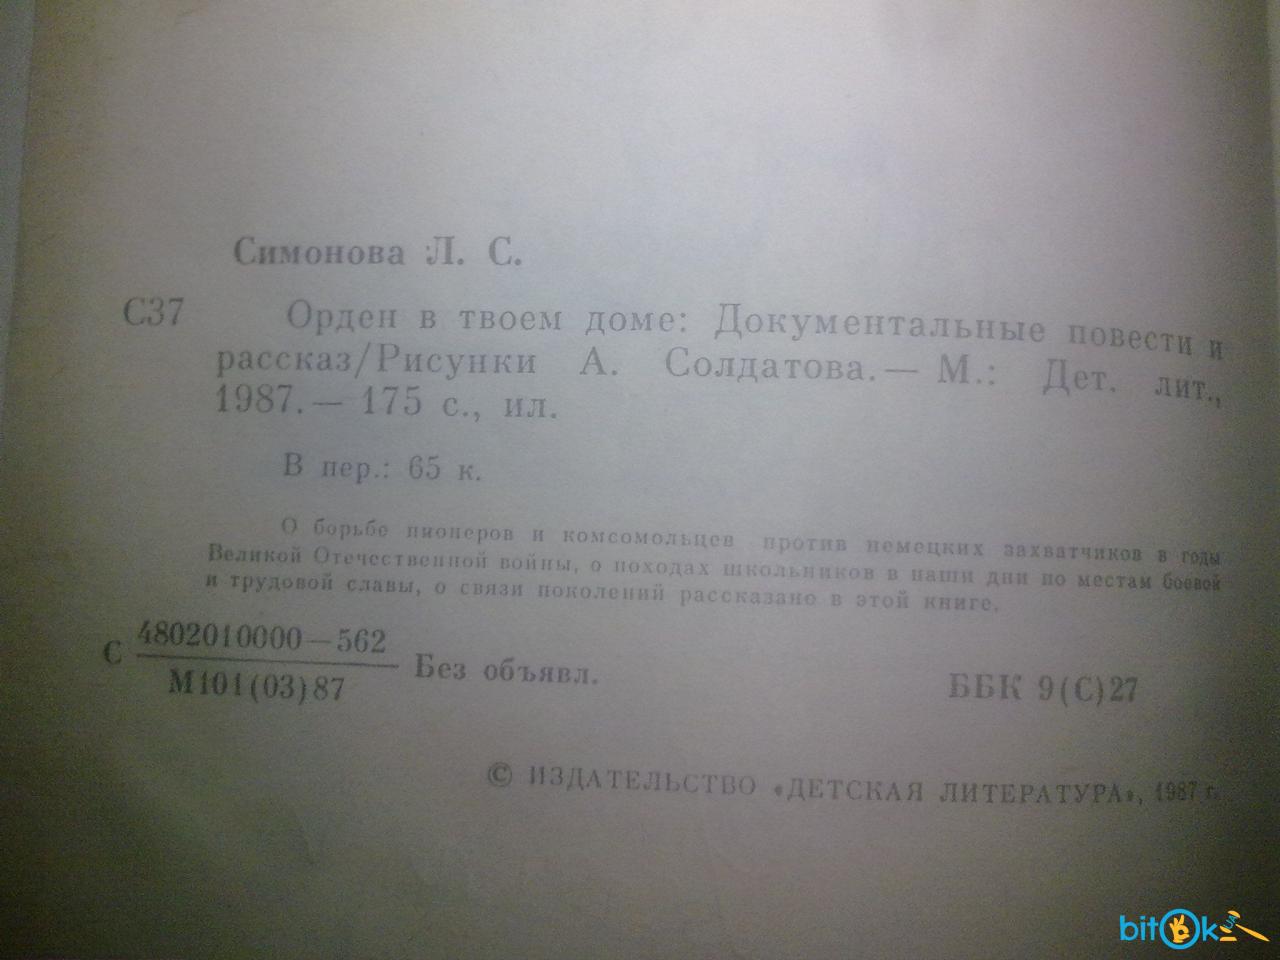 Симонова Л. С.
С37 Орден в твоем доме: Документальные повести и
рассказ/Рисунки А. Солдатова.— М.: Дет. лит.,
1987.— 175 с., ил.
В пер.: 65 к.
О борьбе пионеров и комсомольцев против немецких захватчиков в годы
Великой Отечественной войны, о походах школьников в наши дни по местам боевой
и трудовой славы, о связи поколений рассказано в этой книге.
С 4802010000—562
М101(03)87
Без объявл.
ББК 9(С)27
© ИЗДАТЕЛЬСТВО «ДЕТСКАЯ ЛИТЕРАТУРА», 1987 г.
bitOk UA